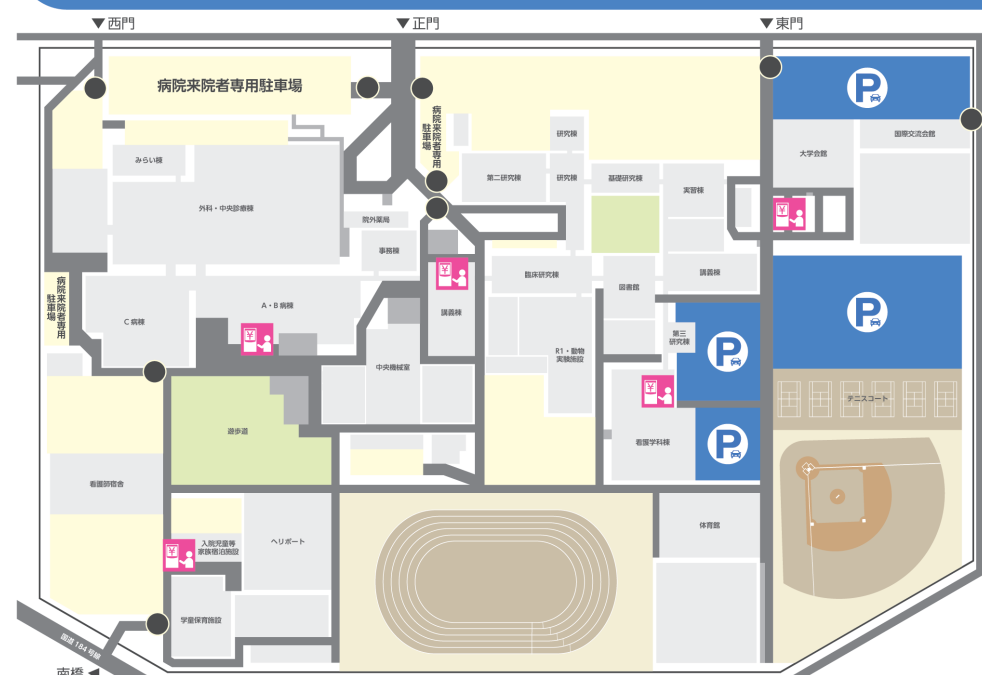 ▼西門
▼正門
▼東門
病院来院者専用駐車場
病院来院者専用
駐車場
P
研究棟
大学会館
国際交流会館
みらい棟
第二研究棟
研究棟
基礎研究棟
実習棟
外科・中央診療棟
院外薬局
¥
事務棟
¥
講義棟
臨床研究棟
図書館
講義棟
病院来院者専用
駐車場
C 病棟
A・B 病棟
¥
P
第三
研究棟
P
R1・動物
実験施設
中央機械室
¥
テニスコート
遊歩道
看護学科棟
P
看護師宿舎
体育館
入院児童等
家族宿泊施設
¥
ヘリポート
学童保育施設
国道 184 号線
南橋◀